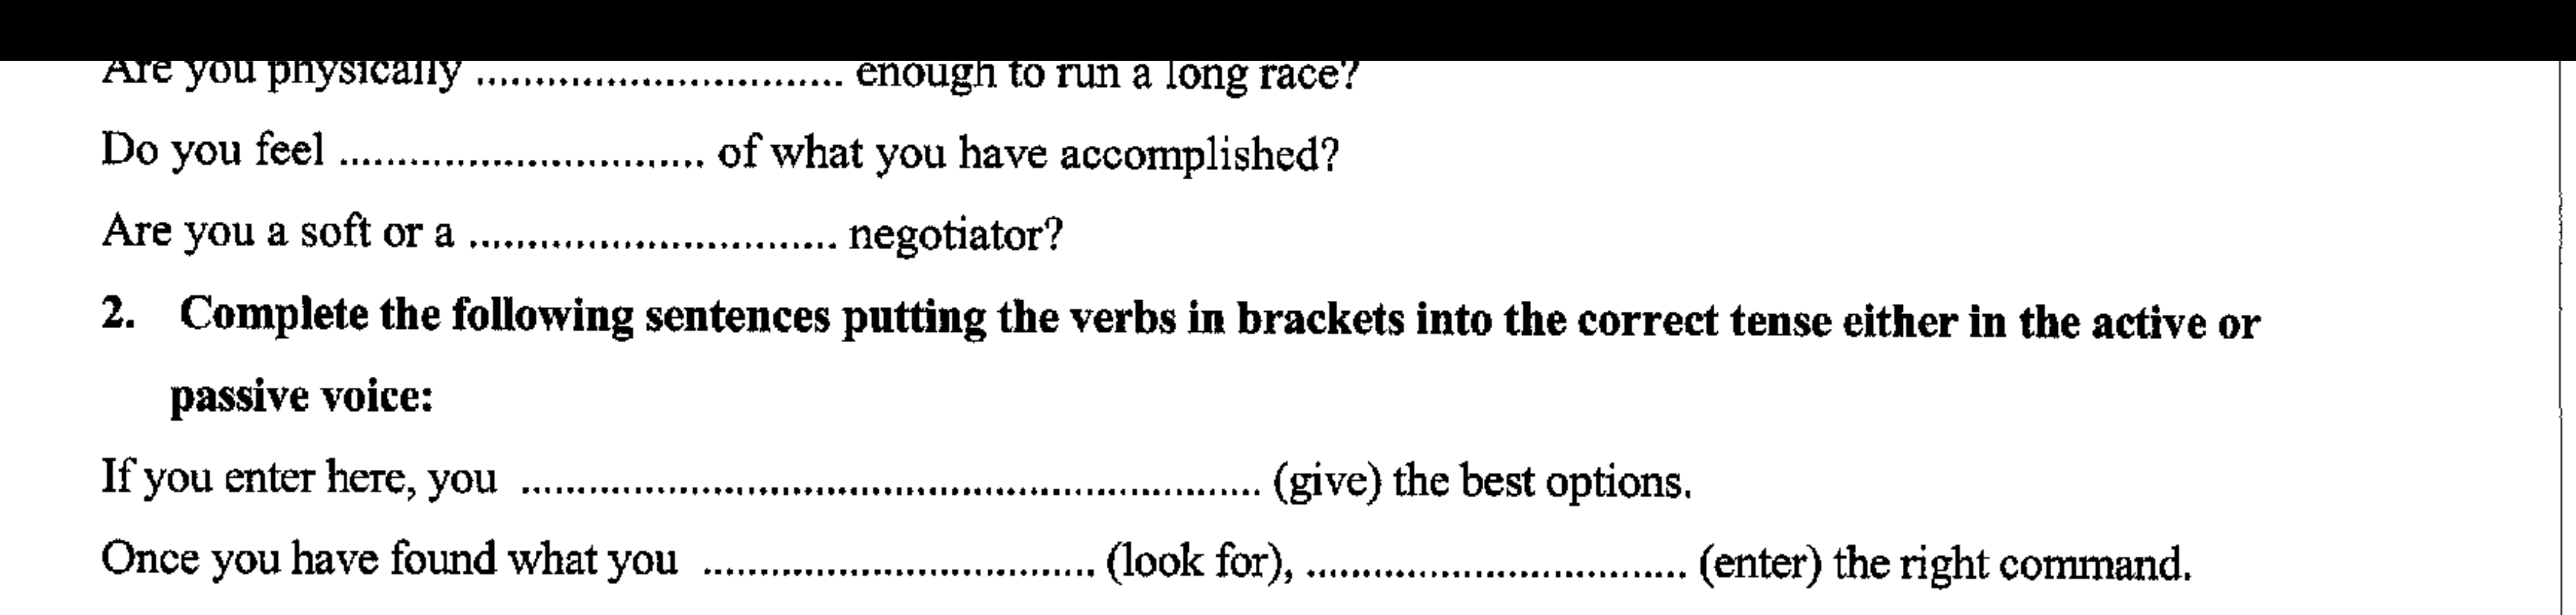 Are you physically ............................... enough to run a long race?
Do you feel ............................... of what you have accomplished?
Are you a soft or a ............................... negotiator?
2. Complete the following sentences putting the verbs in brackets into the correct tense either in the active or
passive voice:
If you enter here, you ................................................................. (give) the best options.
Once you have found what you .................................. (look for), .................................. (enter) the right command.